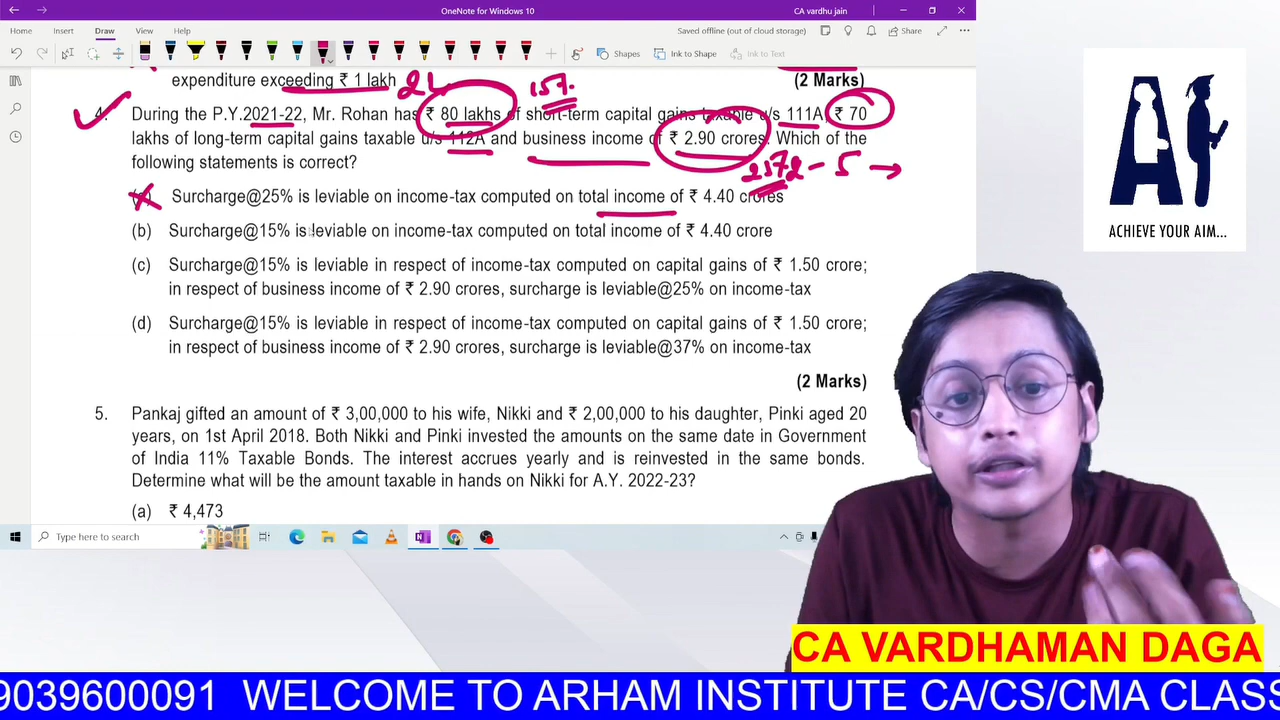 OneNote for Windows 10
CA vardhu jain
Home Insert Draw View Help
Saved offline (out of cloud storage)
Share
Shapes
Ink to Shape
Ink to Text
expenditure exceeding ₹ 1 lakh
2L
(2 Marks)
15%
4. During the P.Y.2021-22, Mr. Rohan has ₹ 80 lakhs of short-term capital gains taxable u/s 111A, ₹ 70
lakhs of long-term capital gains taxable u/s 112A and business income of ₹ 2.90 crores. Which of the
following statements is correct?
25% 2 - 5 →
(a) Surcharge@25% is leviable on income-tax computed on total income of ₹ 4.40 crores
(b) Surcharge@15% is leviable on income-tax computed on total income of ₹ 4.40 crore
(c) Surcharge@15% is leviable in respect of income-tax computed on capital gains of ₹ 1.50 crore;
in respect of business income of ₹ 2.90 crores, surcharge is leviable@25% on income-tax
(d) Surcharge@15% is leviable in respect of income-tax computed on capital gains of ₹ 1.50 crore;
in respect of business income of ₹ 2.90 crores, surcharge is leviable@37% on income-tax
(2 Marks)
5. Pankaj gifted an amount of ₹ 3,00,000 to his wife, Nikki and ₹ 2,00,000 to his daughter, Pinki aged 20
years, on 1st April 2018. Both Nikki and Pinki invested the amounts on the same date in Government
of India 11% Taxable Bonds. The interest accrues yearly and is reinvested in the same bonds.
Determine what will be the amount taxable in hands on Nikki for A.Y. 2022-23?
(a) ₹ 4,473
Type here to search
AI
ACHIEVE YOUR AIM...
CA VARDHAMAN DAGA
9039600091 WELCOME TO ARHAM INSTITUTE CA/CS/CMA CLASS